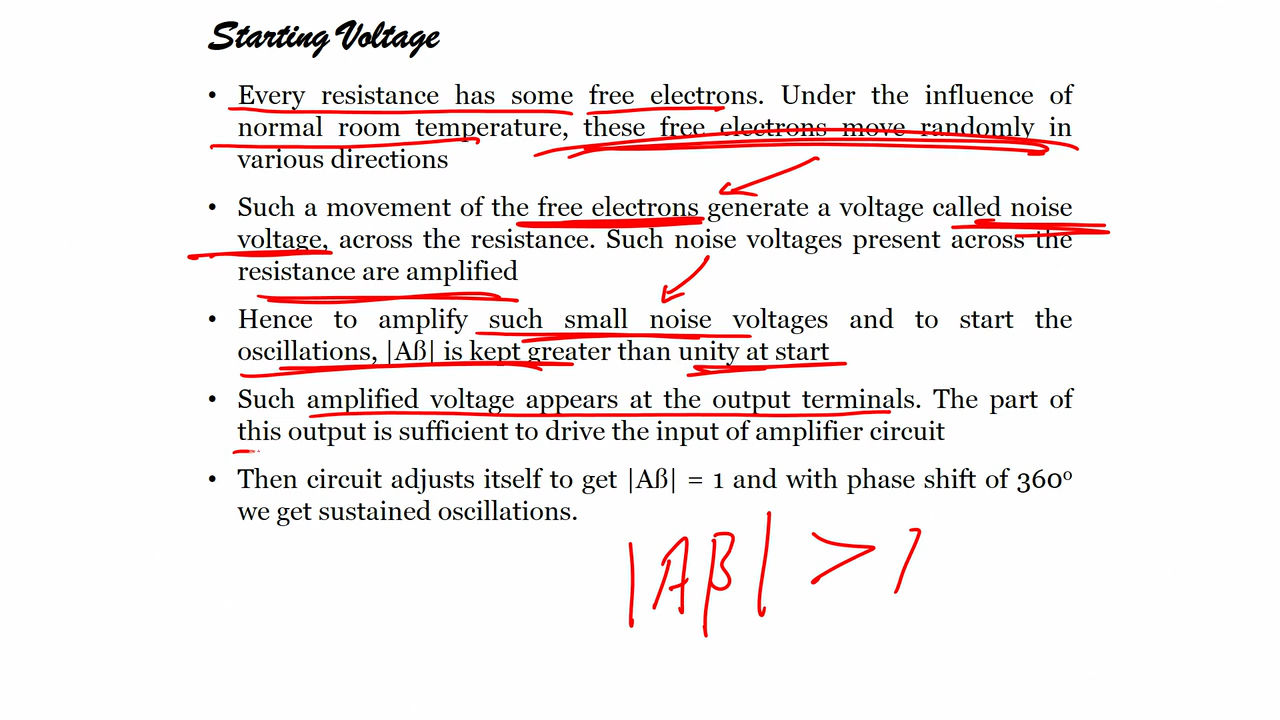 Starting Voltage
• Every resistance has some free electrons. Under the influence of
normal room temperature, these free electrons move randomly in
various directions
• Such a movement of the free electrons generate a voltage called noise
voltage, across the resistance. Such noise voltages present across the
resistance are amplified
• Hence to amplify such small noise voltages and to start the
oscillations, |Aß| is kept greater than unity at start
• Such amplified voltage appears at the output terminals. The part of
this output is sufficient to drive the input of amplifier circuit
• Then circuit adjusts itself to get |Aß| = 1 and with phase shift of 360⁰
we get sustained oscillations.
|Aβ| > 1